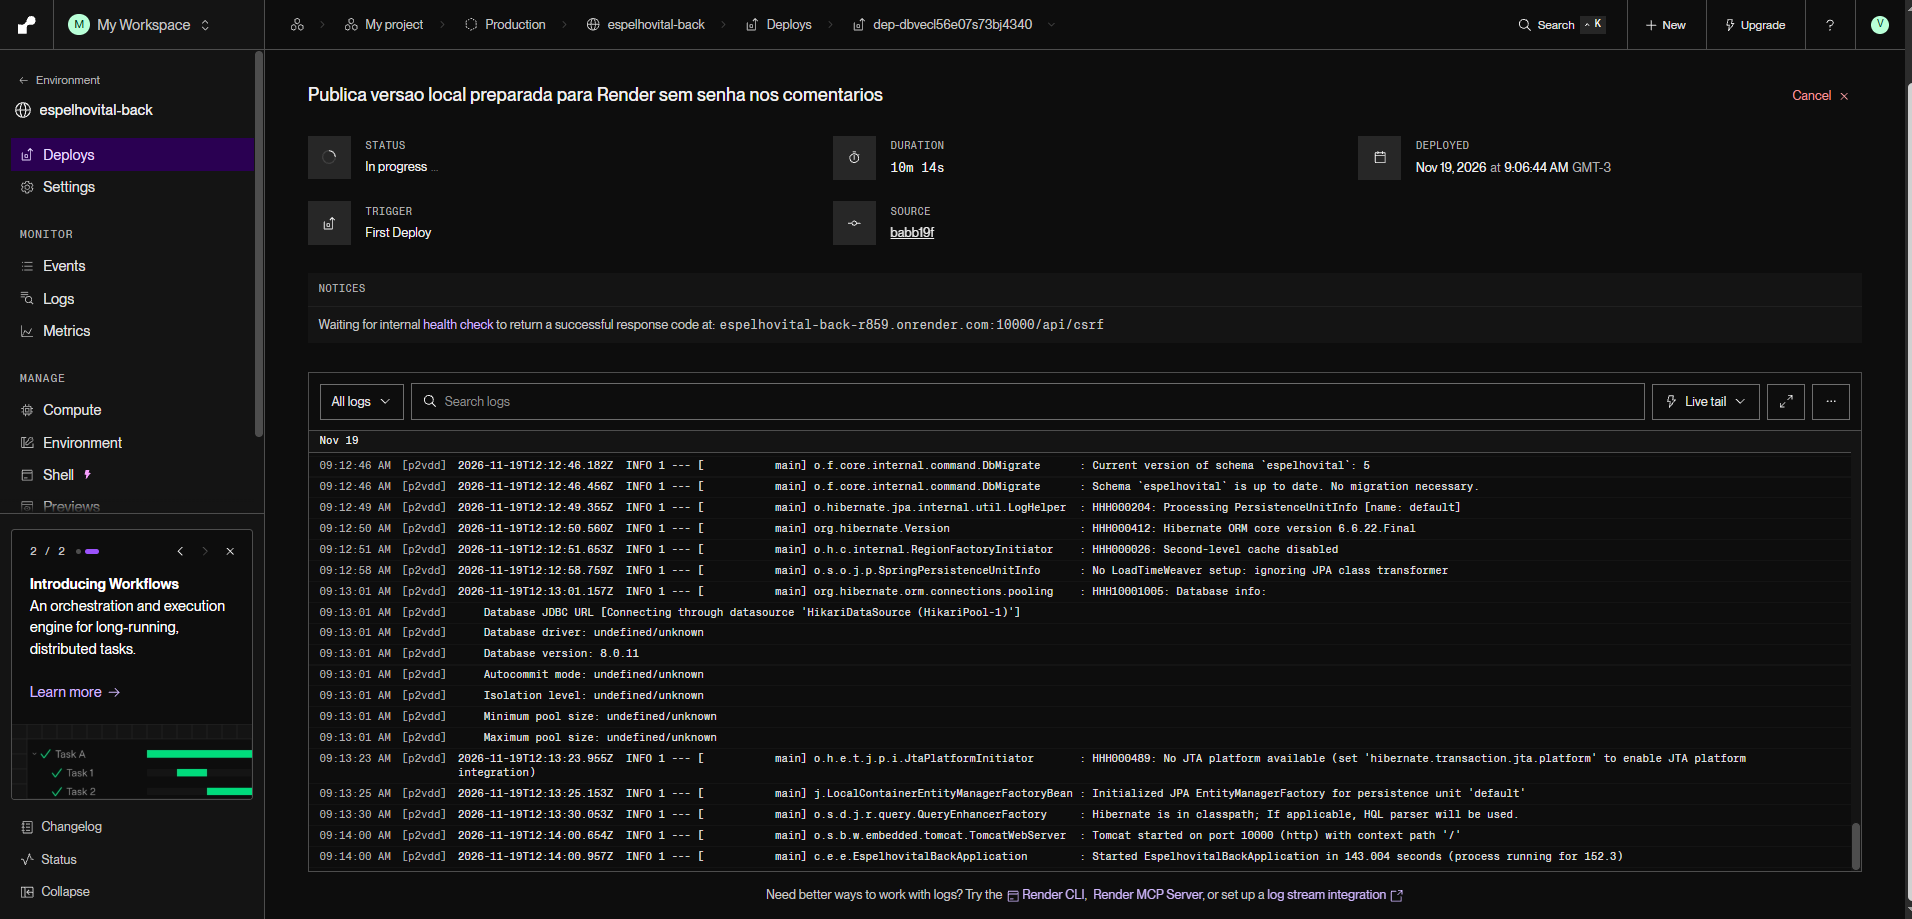 M My Workspace
My project
Production
espelhovital-back
Deploys
dep-dbvecl56e07s73bj4340
Search ^ K
New
Upgrade
?
V
Environment
espelhovital-back
Deploys
Settings
MONITOR
Events
Logs
Metrics
MANAGE
Compute
Environment
Shell
Previews
2 / 2
Introducing Workflows
An orchestration and execution
engine for long-running,
distributed tasks.
Learn more →
Task A
Task 1
Task 2
Changelog
Status
Collapse
Publica versao local preparada para Render sem senha nos comentarios
Cancel ×
STATUS
In progress ...
DURATION
10m 14s
DEPLOYED
Nov 19, 2026 at 9:06:44 AM GMT-3
TRIGGER
First Deploy
SOURCE
babb19f
NOTICES
Waiting for internal health check to return a successful response code at: espelhovital-back-r859.onrender.com:10000/api/csrf
All logs
Search logs
Live tail
...
Nov 19
09:12:46 AM [p2vdd] 2026-11-19T12:12:46.182Z INFO 1 --- [ main] o.f.core.internal.command.DbMigrate : Current version of schema `espelhovital`: 5
09:12:46 AM [p2vdd] 2026-11-19T12:12:46.456Z INFO 1 --- [ main] o.f.core.internal.command.DbMigrate : Schema `espelhovital` is up to date. No migration necessary.
09:12:49 AM [p2vdd] 2026-11-19T12:12:49.355Z INFO 1 --- [ main] o.hibernate.jpa.internal.util.LogHelper : HHH000204: Processing PersistenceUnitInfo [name: default]
09:12:50 AM [p2vdd] 2026-11-19T12:12:50.560Z INFO 1 --- [ main] org.hibernate.Version : HHH000412: Hibernate ORM core version 6.6.22.Final
09:12:51 AM [p2vdd] 2026-11-19T12:12:51.653Z INFO 1 --- [ main] o.h.c.internal.RegionFactoryInitiator : HHH000026: Second-level cache disabled
09:12:58 AM [p2vdd] 2026-11-19T12:12:58.759Z INFO 1 --- [ main] o.s.o.j.p.SpringPersistenceUnitInfo : No LoadTimeWeaver setup: ignoring JPA class transformer
09:13:01 AM [p2vdd] 2026-11-19T12:13:01.157Z INFO 1 --- [ main] org.hibernate.orm.connections.pooling : HHH10001005: Database info:
09:13:01 AM [p2vdd] Database JDBC URL [Connecting through datasource 'HikariDataSource (HikariPool-1)']
09:13:01 AM [p2vdd] Database driver: undefined/unknown
09:13:01 AM [p2vdd] Database version: 8.0.11
09:13:01 AM [p2vdd] Autocommit mode: undefined/unknown
09:13:01 AM [p2vdd] Isolation level: undefined/unknown
09:13:01 AM [p2vdd] Minimum pool size: undefined/unknown
09:13:01 AM [p2vdd] Maximum pool size: undefined/unknown
09:13:23 AM [p2vdd] 2026-11-19T12:13:23.955Z INFO 1 --- [ main] o.h.e.t.j.p.i.JtaPlatformInitiator : HHH000489: No JTA platform available (set 'hibernate.transaction.jta.platform' to enable JTA platform
integration)
09:13:25 AM [p2vdd] 2026-11-19T12:13:25.153Z INFO 1 --- [ main] j.LocalContainerEntityManagerFactoryBean : Initialized JPA EntityManagerFactory for persistence unit 'default'
09:13:30 AM [p2vdd] 2026-11-19T12:13:30.053Z INFO 1 --- [ main] o.s.d.j.r.query.QueryEnhancerFactory : Hibernate is in classpath; If applicable, HQL parser will be used.
09:14:00 AM [p2vdd] 2026-11-19T12:14:00.654Z INFO 1 --- [ main] o.s.b.w.embedded.tomcat.TomcatWebServer : Tomcat started on port 10000 (http) with context path '/'
09:14:00 AM [p2vdd] 2026-11-19T12:14:00.957Z INFO 1 --- [ main] c.e.e.EspelhovitalBackApplication : Started EspelhovitalBackApplication in 143.004 seconds (process running for 152.3)
Need better ways to work with logs? Try the Render CLI, Render MCP Server, or set up a log stream integration